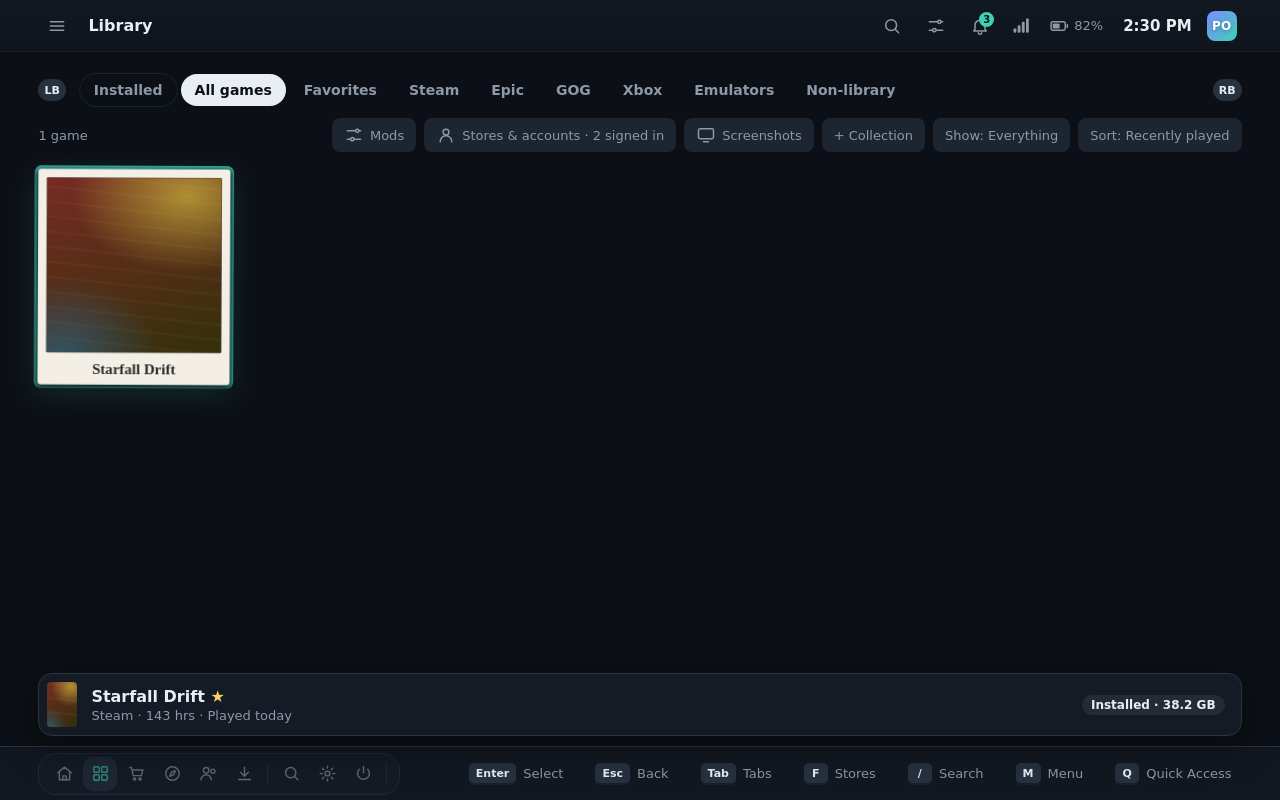 Library
3
82%
2:30 PM
PO
LB
Installed
All games
Favorites
Steam
Epic
GOG
Xbox
Emulators
Non-library
RB
1 game
Mods
Stores & accounts · 2 signed in
Screenshots
+ Collection
Show: Everything
Sort: Recently played
Starfall Drift
Starfall Drift ★
Steam · 143 hrs · Played today
Installed · 38.2 GB
Enter Select
Esc Back
Tab Tabs
F Stores
/ Search
M Menu
Q Quick Access